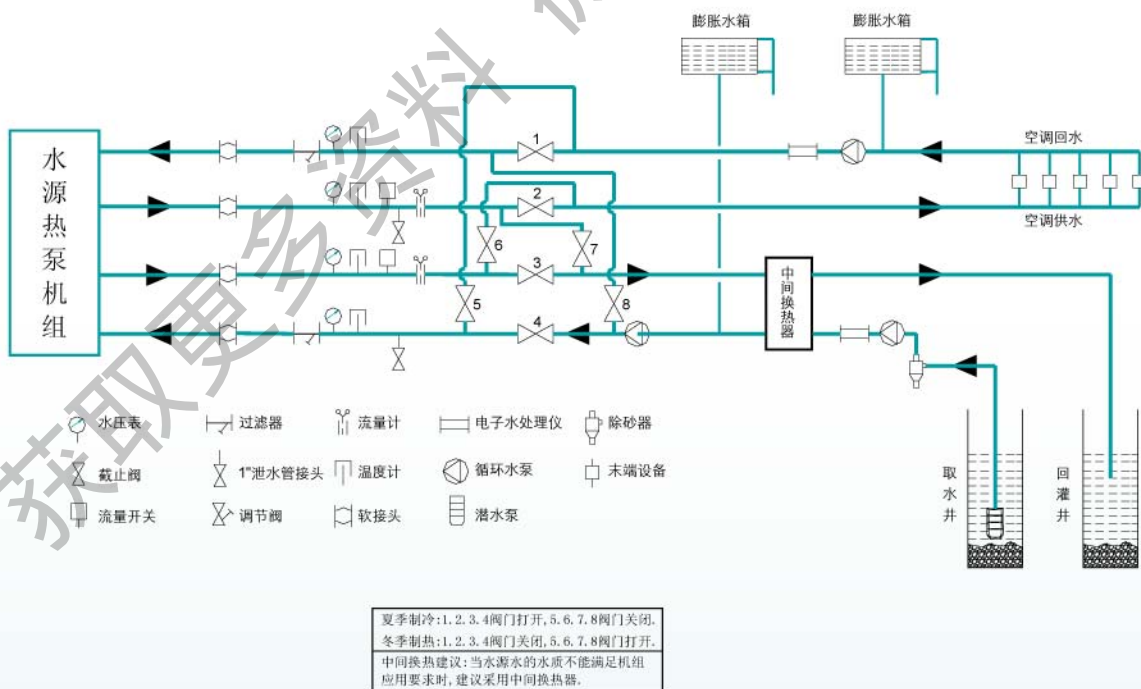 膨胀水箱
膨胀水箱
水源热泵机组
1
空调回水
2
空调供水
6
7
3
中间换热器
5
8
4
水压表
过滤器
流量计
电子水处理仪
除砂器
截止阀
1"泄水管接头
温度计
循环水泵
末端设备
流量开关
调节阀
软接头
潜水泵
取水井
回灌井
夏季制冷:1.2.3.4阀门打开,5.6.7.8阀门关闭.
冬季制热:1.2.3.4阀门关闭,5.6.7.8阀门打开.
中间换热建议:当水源水的水质不能满足机组
应用要求时,建议采用中间换热器.
获取更多资料